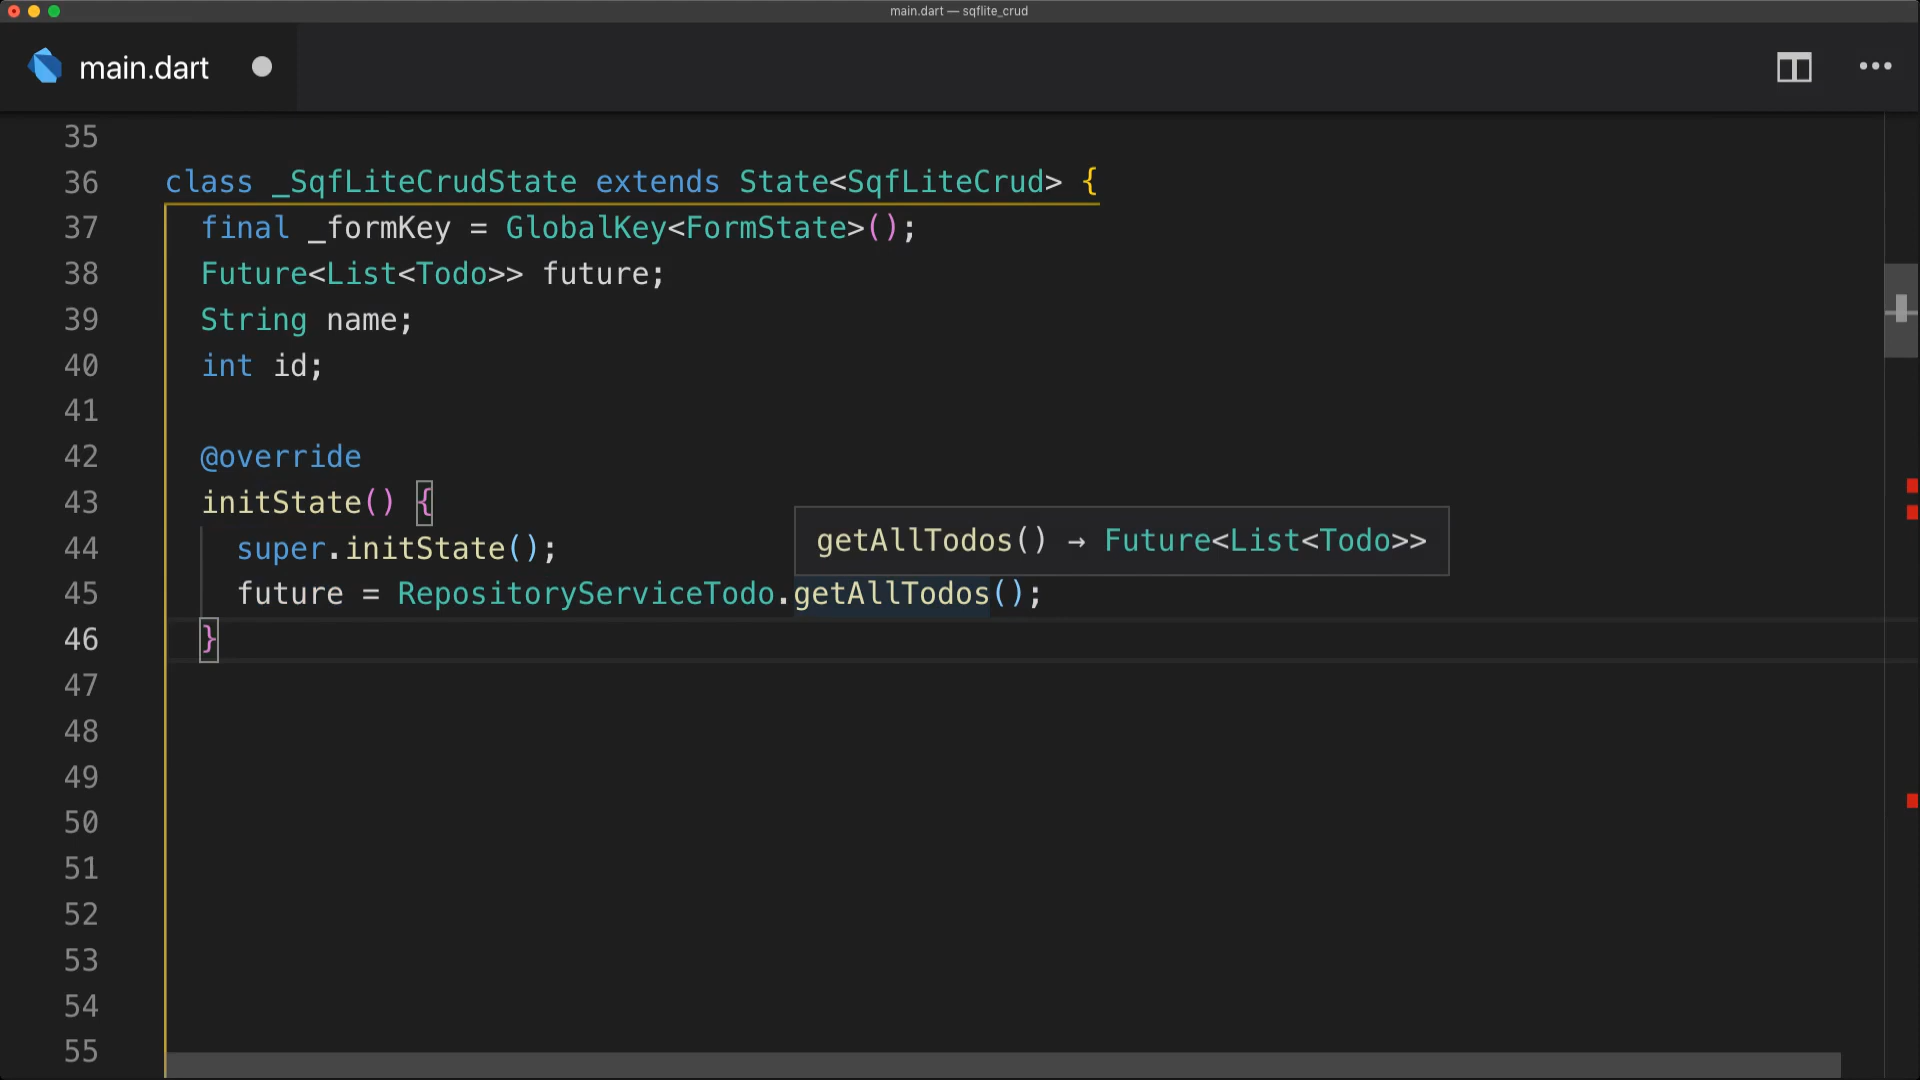 main.dart — sqflite_crud
main.dart
35
36 class _SqfLiteCrudState extends State<SqfLiteCrud> {
37 final _formKey = GlobalKey<FormState>();
38 Future<List<Todo>> future;
39 String name;
40 int id;
41
42 @override
43 initState() {
44 super.initState();
getAllTodos() → Future<List<Todo>>
45 future = RepositoryServiceTodo.getAllTodos();
46 }
47
48
49
50
51
52
53
54
55